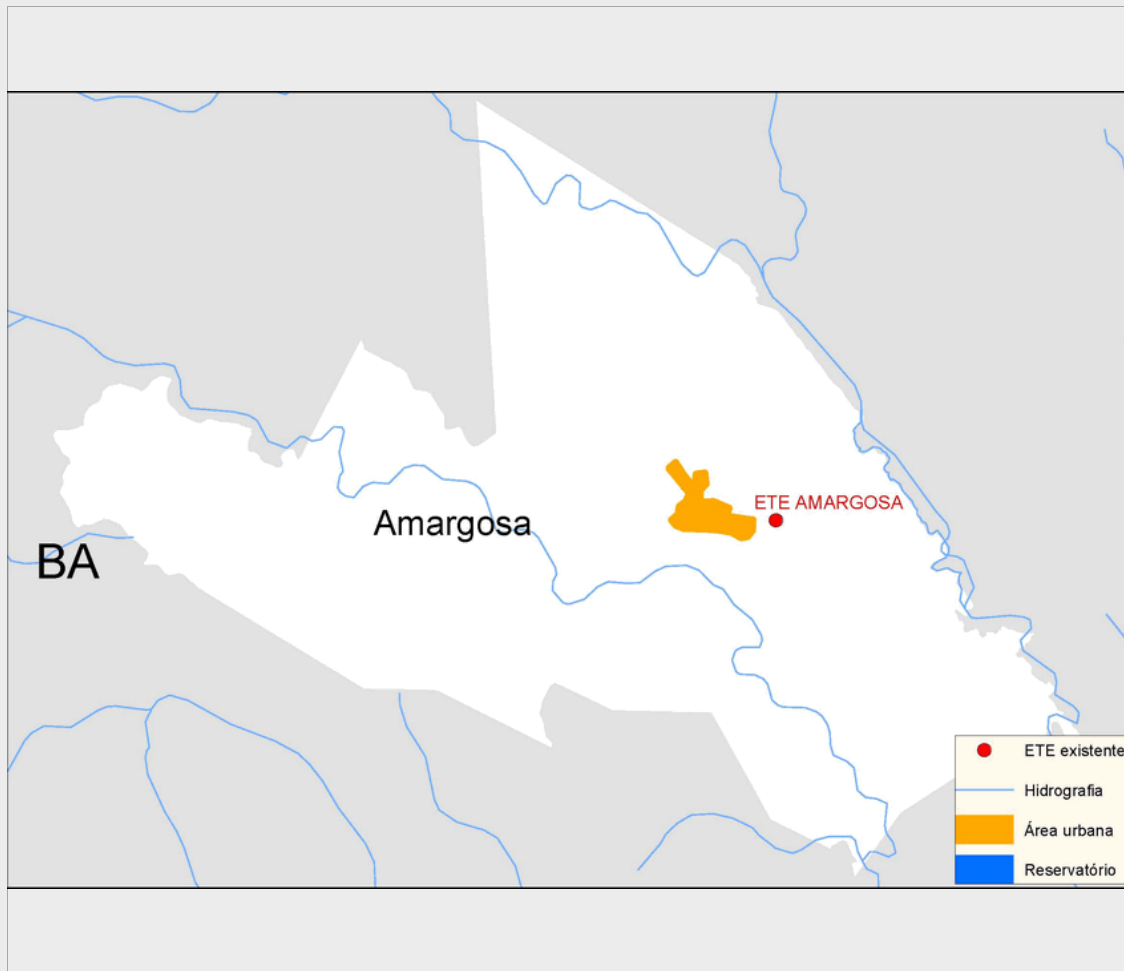 ETE AMARGOSA
Amargosa
BA
ETE existente
Hidrografia
Área urbana
Reservatório